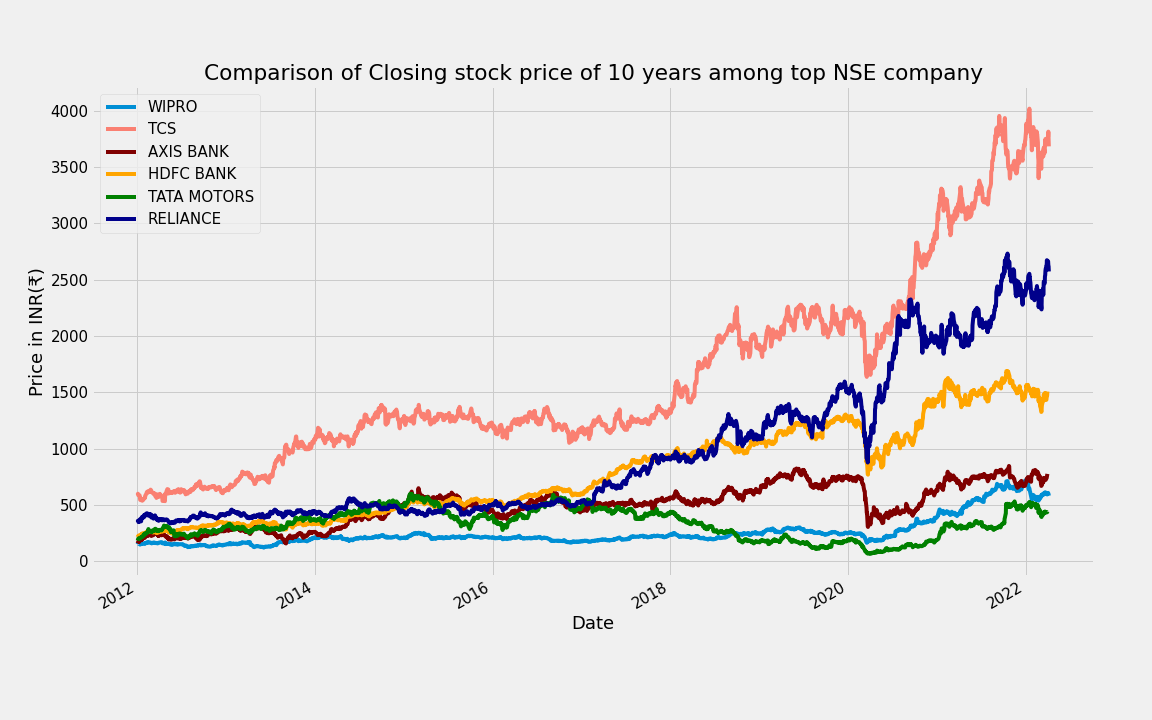 Comparison of Closing stock price of 10 years among top NSE company
WIPRO
TCS
AXIS BANK
HDFC BANK
TATA MOTORS
RELIANCE
4000
3500
3000
2500
2000
1500
1000
500
0
Price in INR(₹)
2012
2014
2016
2018
2020
2022
Date